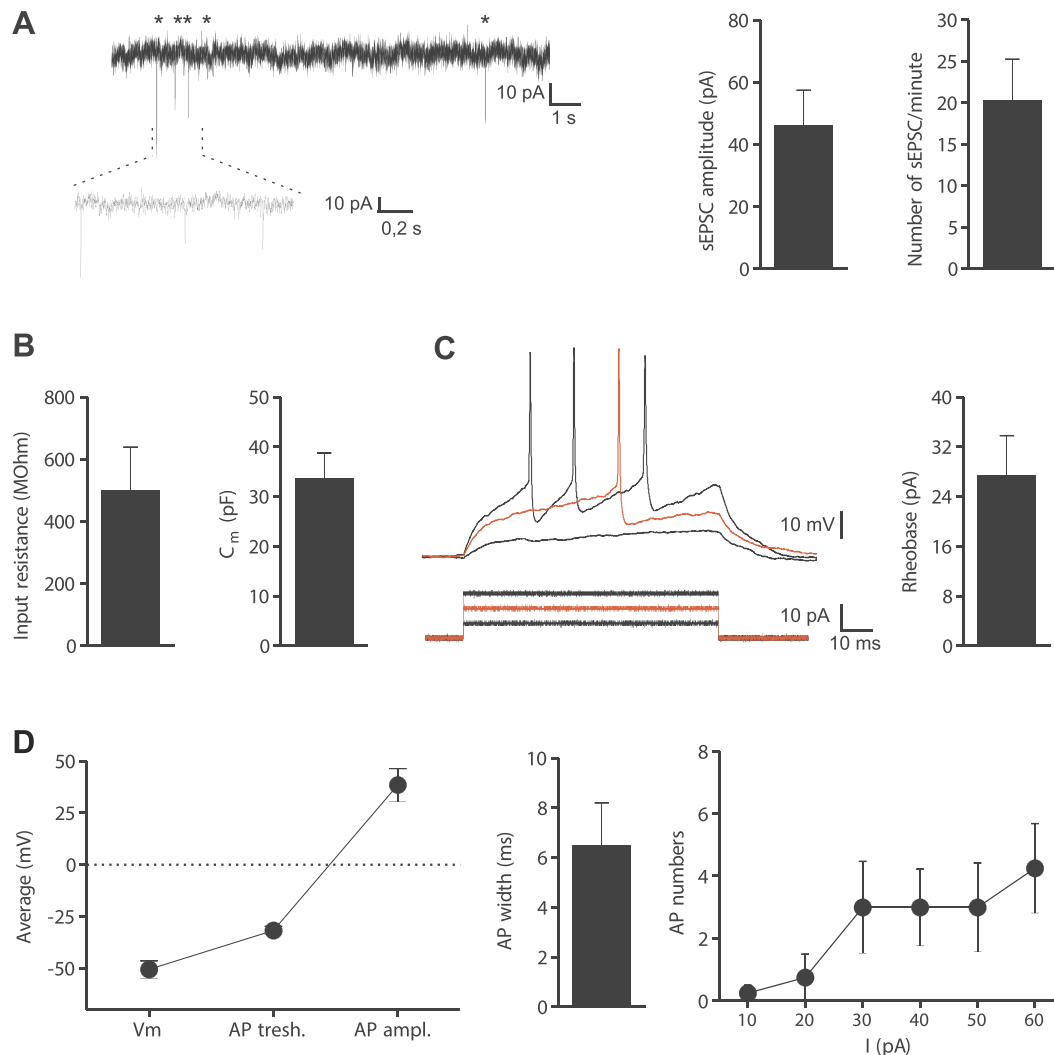 A
* ** * *
10 pA
1 s
10 pA
0,2 s
sEPSC amplitude (pA)
80
60
40
20
0
Number of sEPSC/minute
30
25
20
15
10
5
0
B
Input resistance (MOhm)
800
600
400
200
0
Cm (pF)
50
40
30
20
10
0
C
10 mV
10 pA
10 ms
Rheobase (pA)
40
32
24
16
8
0
D
Average (mV)
50
25
0
-25
-50
Vm AP tresh. AP ampl.
AP width (ms)
10
8
6
4
2
0
AP numbers
8
6
4
2
0
10 20 30 40 50 60
I (pA)